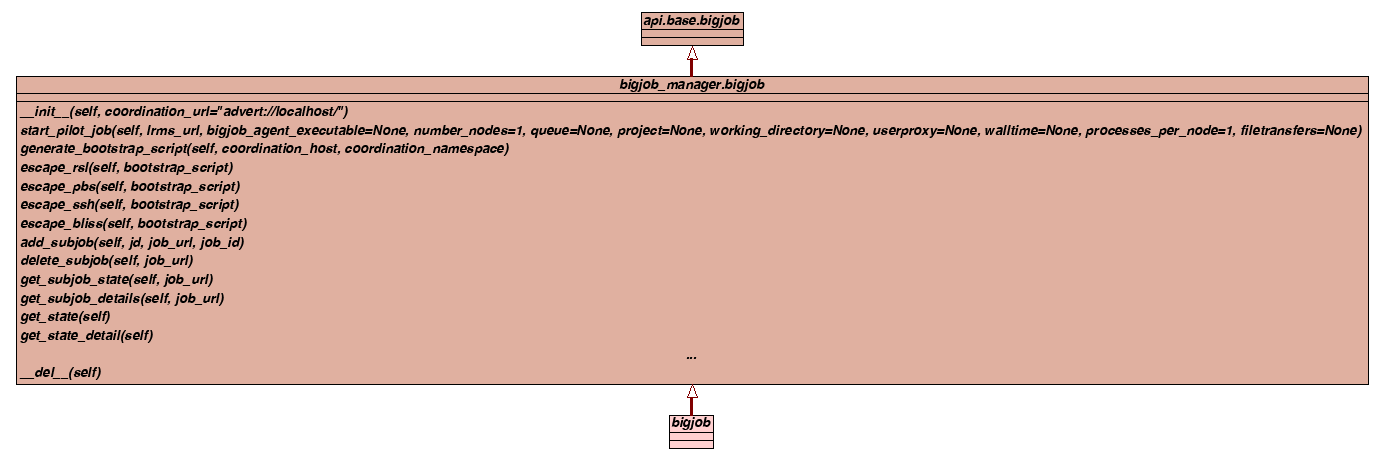 api.base.bigjob
bigjob_manager.bigjob
__init__(self, coordination_url="advert://localhost/")
start_pilot_job(self, lrms_url, bigjob_agent_executable=None, number_nodes=1, queue=None, project=None, working_directory=None, userproxy=None, walltime=None, processes_per_node=1, filetransfers=None)
generate_bootstrap_script(self, coordination_host, coordination_namespace)
escape_rsl(self, bootstrap_script)
escape_pbs(self, bootstrap_script)
escape_ssh(self, bootstrap_script)
escape_bliss(self, bootstrap_script)
add_subjob(self, jd, job_url, job_id)
delete_subjob(self, job_url)
get_subjob_state(self, job_url)
get_subjob_details(self, job_url)
get_state(self)
get_state_detail(self)
...
__del__(self)
bigjob